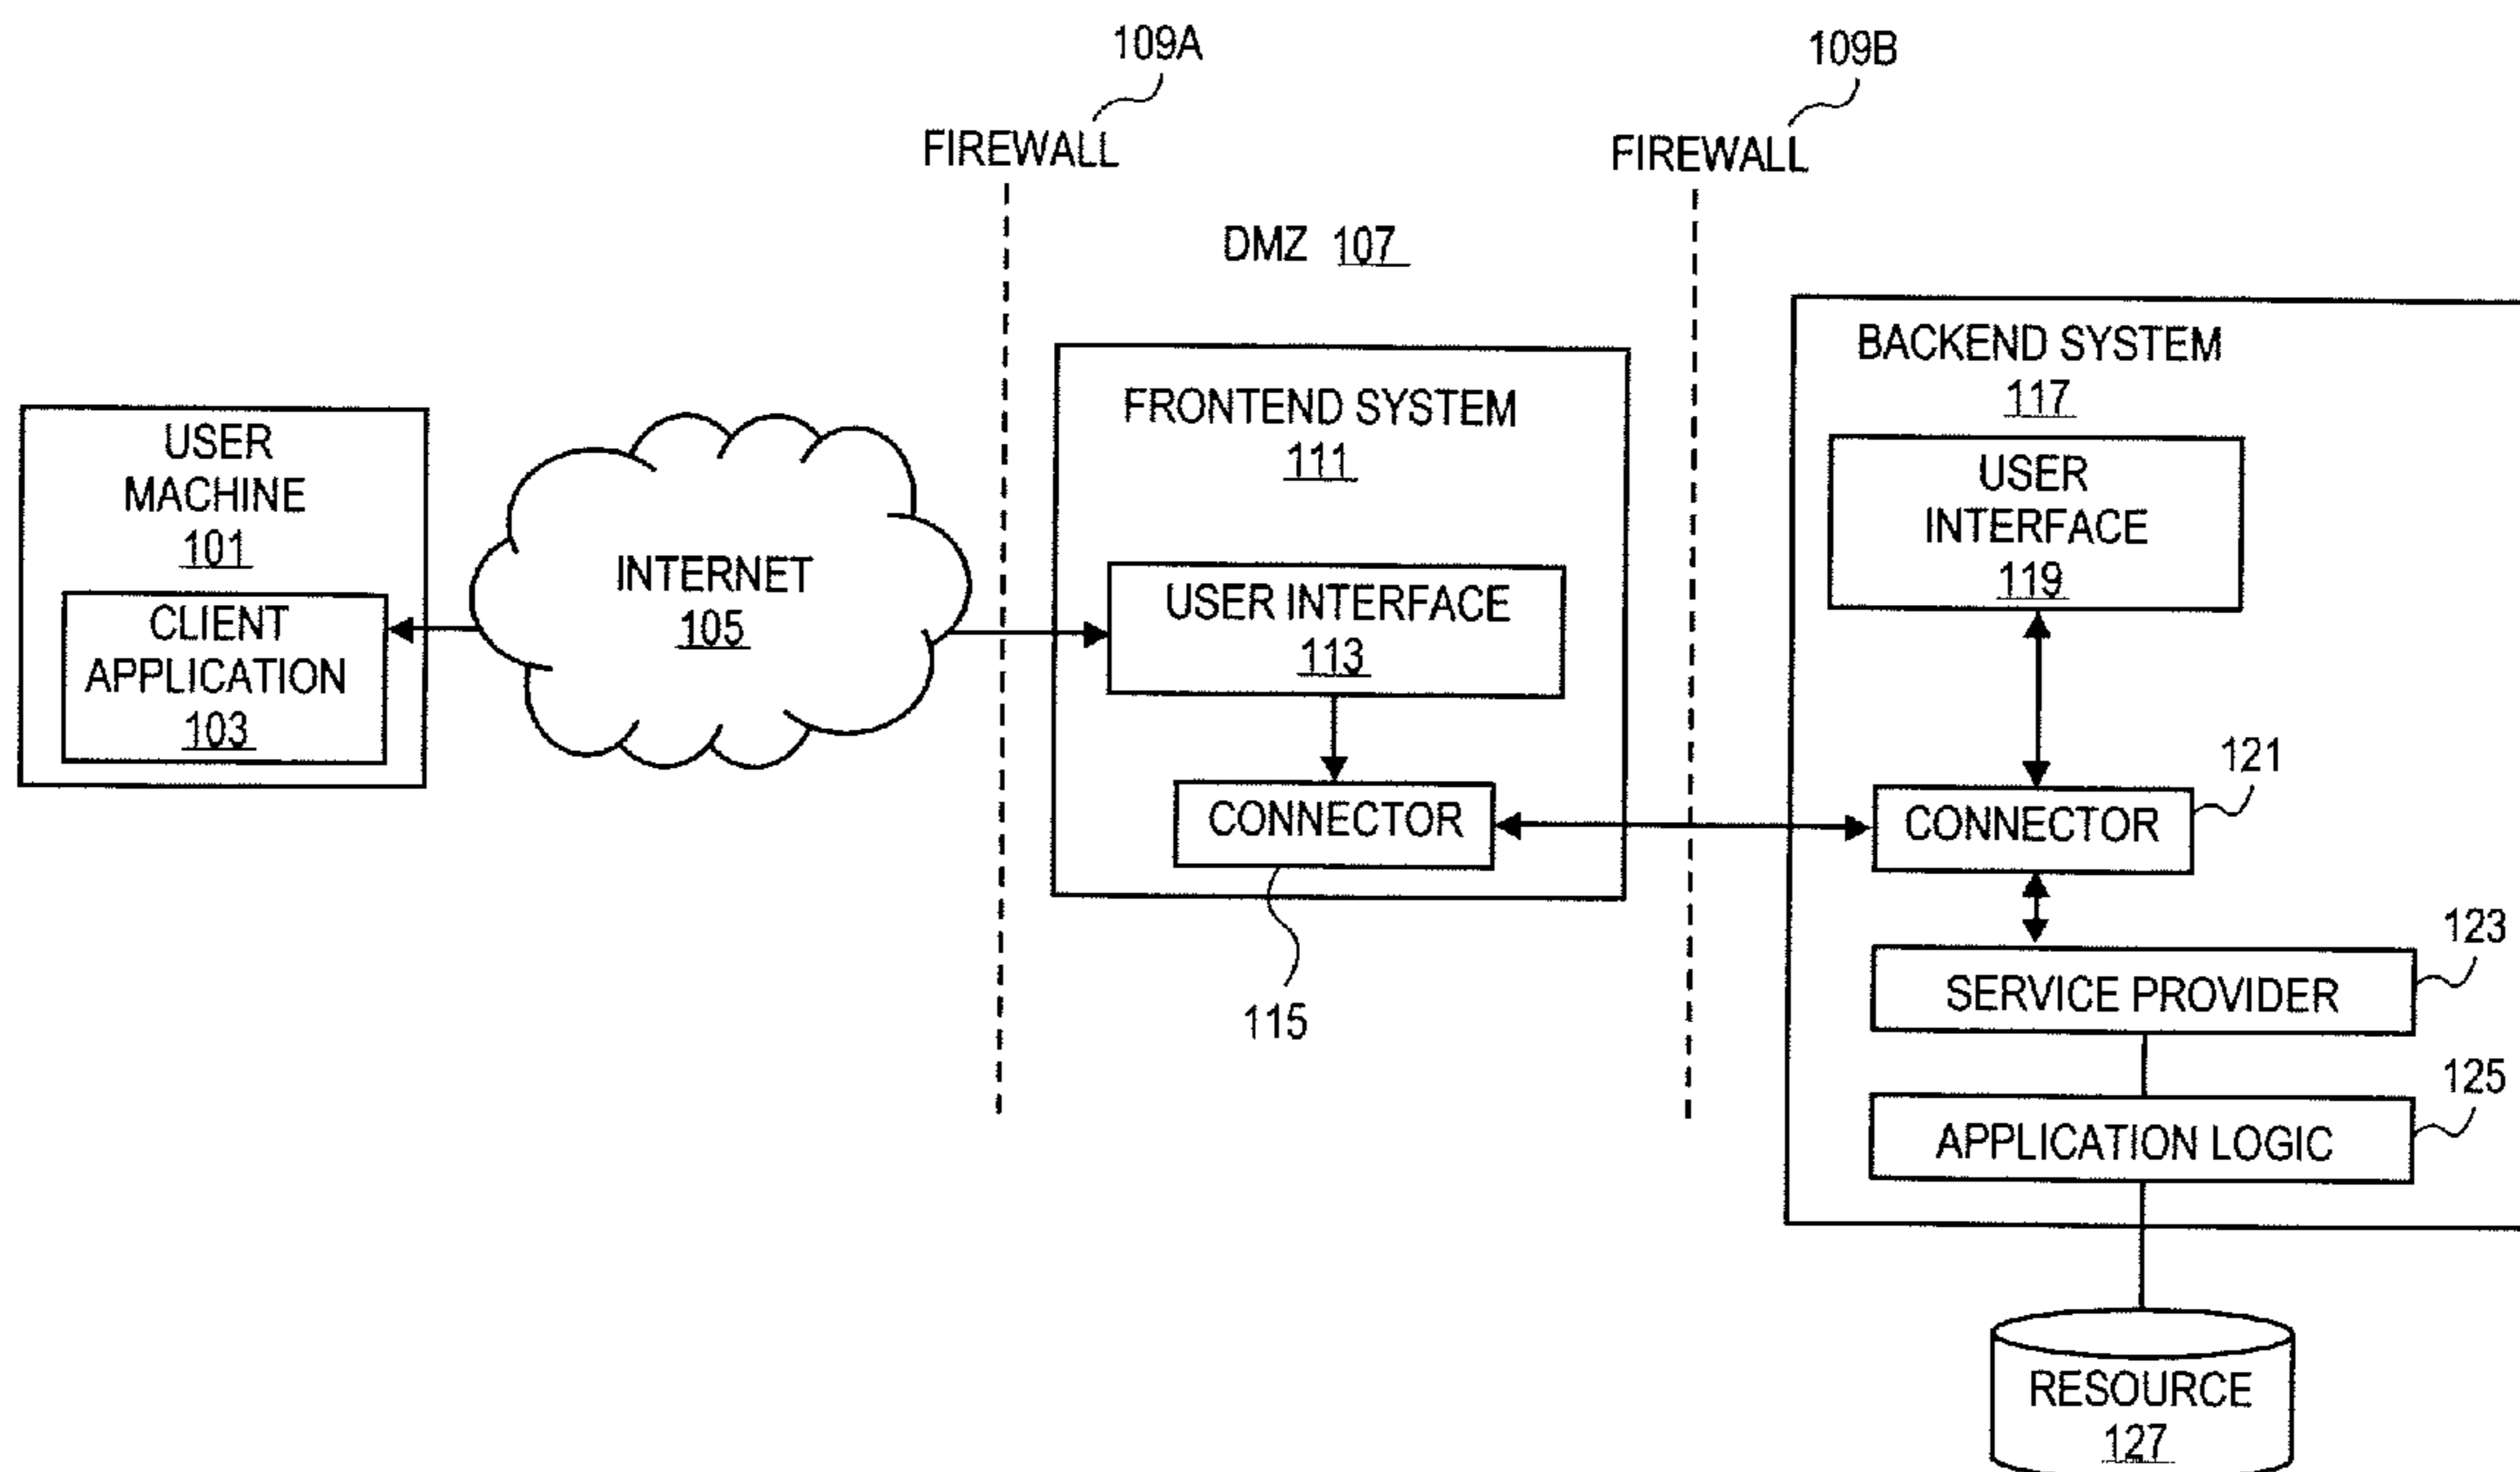 109A
109B
FIREWALL
FIREWALL
DMZ 107
USER
MACHINE
101
CLIENT
APPLICATION
103
INTERNET
105
FRONTEND SYSTEM
111
USER INTERFACE
113
CONNECTOR
115
BACKEND SYSTEM
117
USER
INTERFACE
119
121
CONNECTOR
123
SERVICE PROVIDER
125
APPLICATION LOGIC
RESOURCE
127